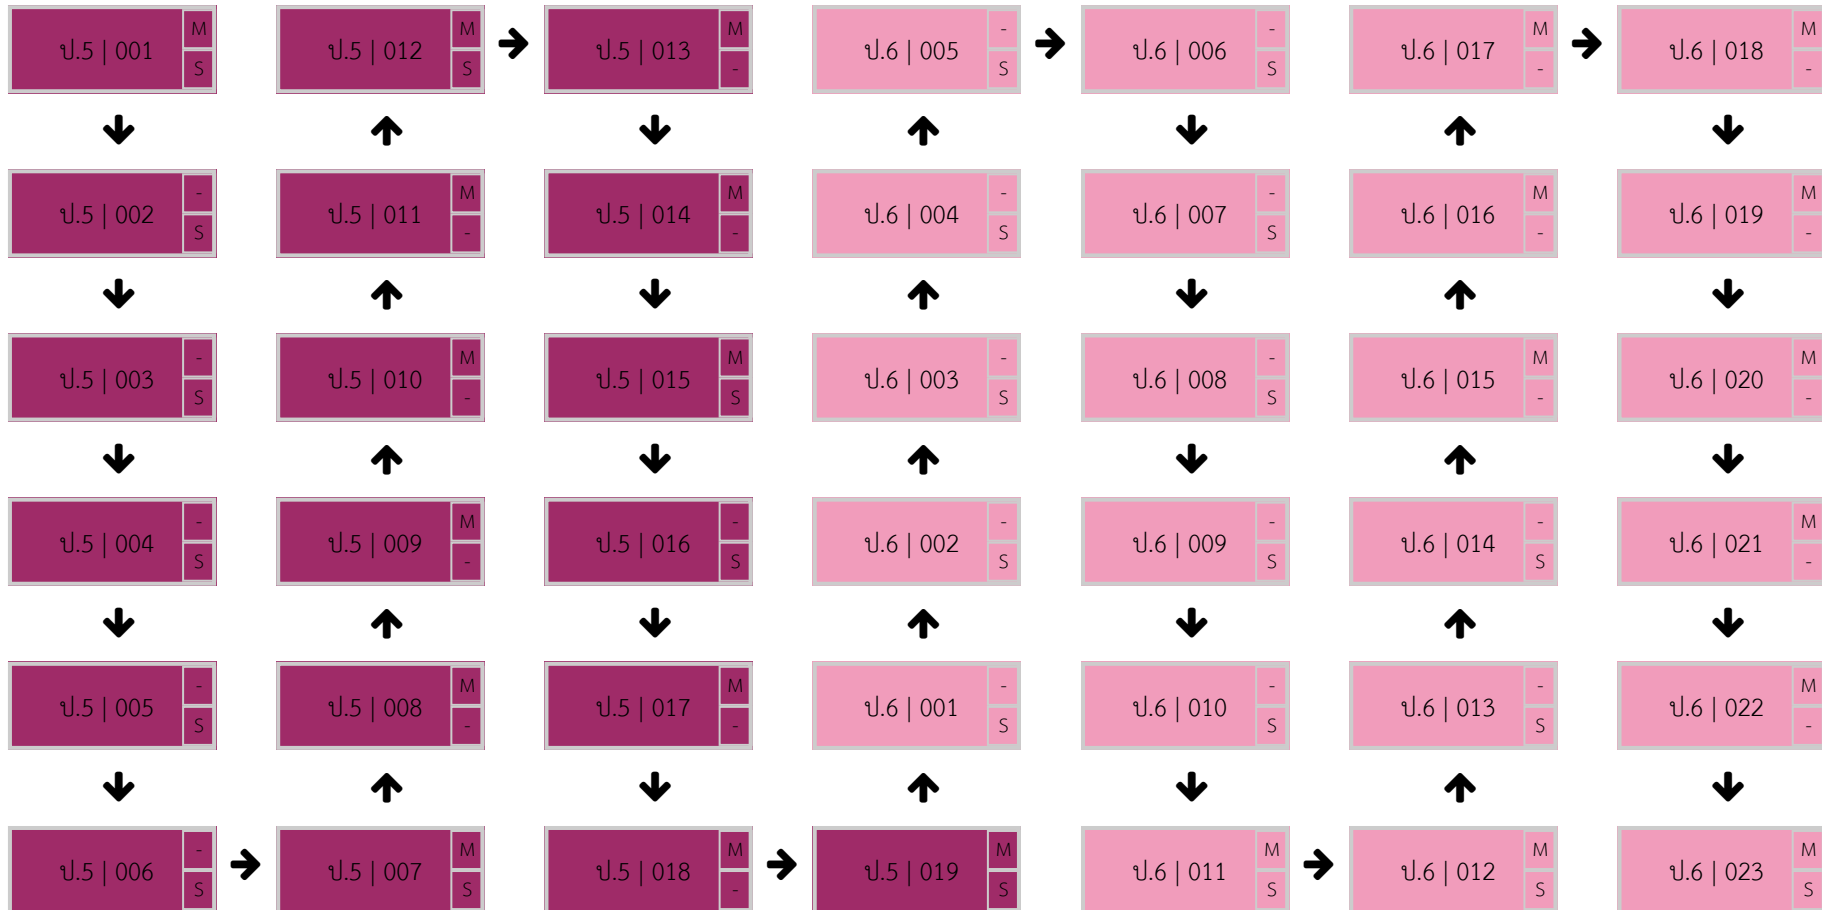 ป.5 | 001 M S
ป.5 | 012 M S
ป.5 | 013 M -
ป.6 | 005 - S
ป.6 | 006 - S
ป.6 | 017 M -
ป.6 | 018 M -
ป.5 | 002 - S
ป.5 | 011 M -
ป.5 | 014 M -
ป.6 | 004 - S
ป.6 | 007 - S
ป.6 | 016 M -
ป.6 | 019 M -
ป.5 | 003 - S
ป.5 | 010 M -
ป.5 | 015 M S
ป.6 | 003 - S
ป.6 | 008 - S
ป.6 | 015 M -
ป.6 | 020 M -
ป.5 | 004 - S
ป.5 | 009 M -
ป.5 | 016 - S
ป.6 | 002 - S
ป.6 | 009 - S
ป.6 | 014 - S
ป.6 | 021 M -
ป.5 | 005 - S
ป.5 | 008 M -
ป.5 | 017 M -
ป.6 | 001 - S
ป.6 | 010 - S
ป.6 | 013 - S
ป.6 | 022 M -
ป.5 | 006 - S
ป.5 | 007 M S
ป.5 | 018 M -
ป.5 | 019 M S
ป.6 | 011 M S
ป.6 | 012 M S
ป.6 | 023 M S